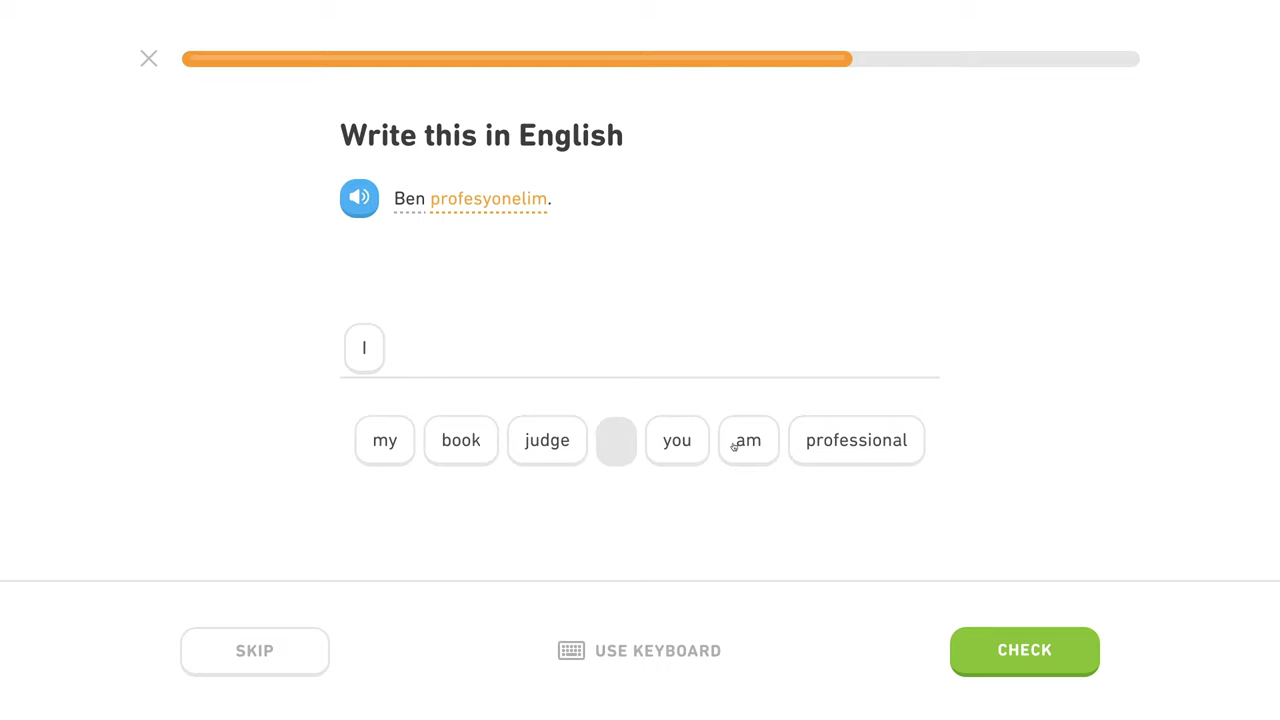 Write this in English
Ben profesyonelim.
I
my book judge you am professional
SKIP USE KEYBOARD CHECK